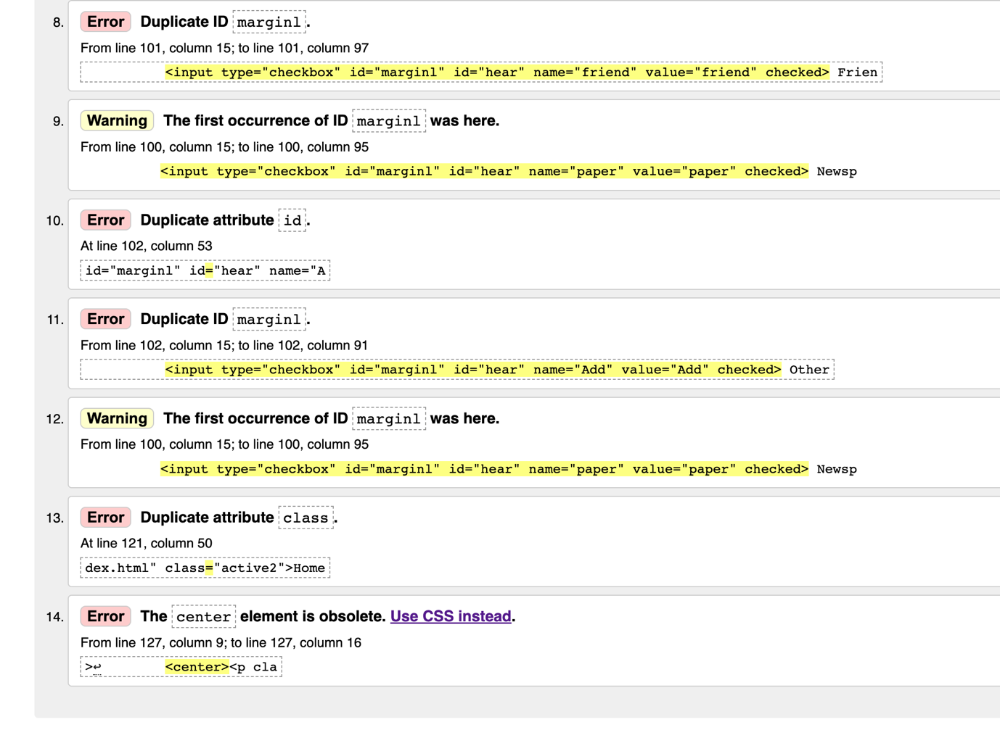 8. Error Duplicate ID marginl.
From line 101, column 15; to line 101, column 97
<input type="checkbox" id="marginl" id="hear" name="friend" value="friend" checked> Frien
9. Warning The first occurrence of ID marginl was here.
From line 100, column 15; to line 100, column 95
<input type="checkbox" id="marginl" id="hear" name="paper" value="paper" checked> Newsp
10. Error Duplicate attribute id.
At line 102, column 53
id="marginl" id="hear" name="A
11. Error Duplicate ID marginl.
From line 102, column 15; to line 102, column 91
<input type="checkbox" id="marginl" id="hear" name="Add" value="Add" checked> Other
12. Warning The first occurrence of ID marginl was here.
From line 100, column 15; to line 100, column 95
<input type="checkbox" id="marginl" id="hear" name="paper" value="paper" checked> Newsp
13. Error Duplicate attribute class.
At line 121, column 50
dex.html" class="active2">Home
14. Error The center element is obsolete. Use CSS instead.
From line 127, column 9; to line 127, column 16
>↩ <center><p cla